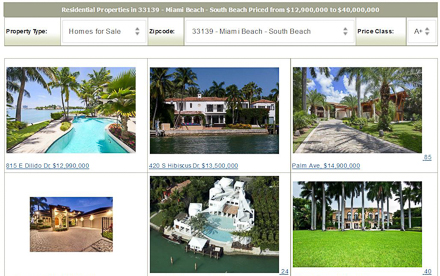 Residential Properties in 33139 - Miami Beach - South Beach Priced from $12,900,000 to $40,000,000
Property Type: Homes for Sale Zipcode: 33139 - Miami Beach - South Beach Price Class: A+
85
815 E Dilido Dr, $12,990,000 420 S Hibiscus Dr, $13,500,000 Palm Ave, $14,900,000
24 40